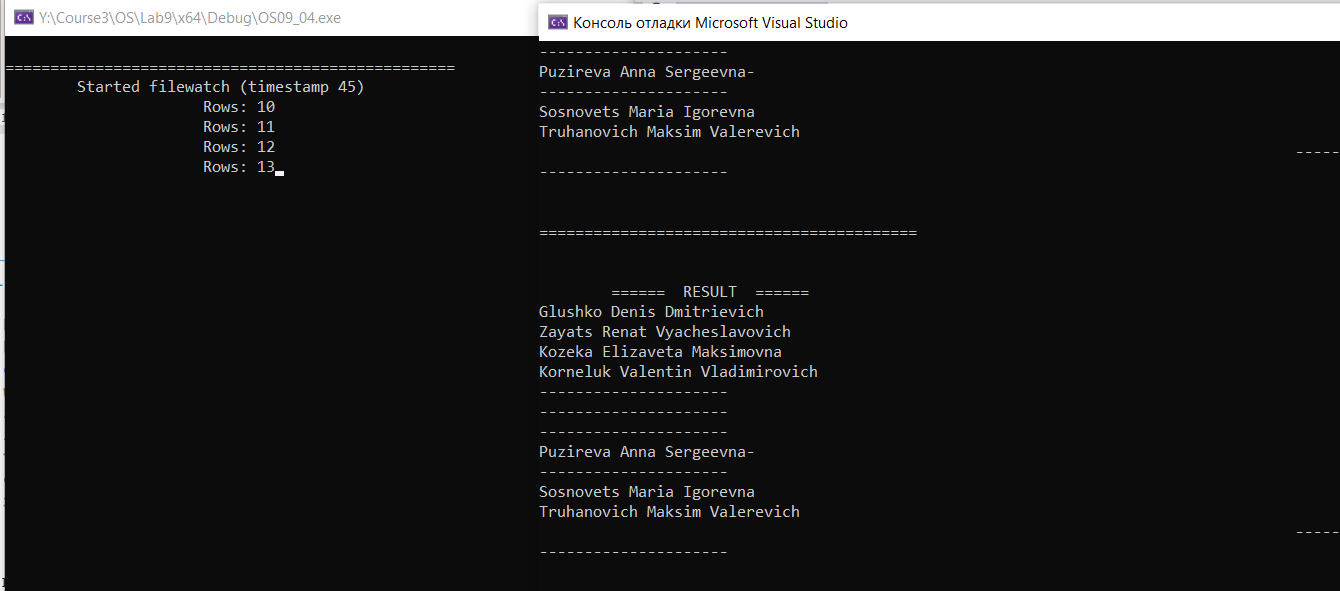 Y:\Course3\OS\Lab9\x64\Debug\OS09_04.exe
==================================================
Started filewatch (timestamp 45)
Rows: 10
Rows: 11
Rows: 12
Rows: 13
Консоль отладки Microsoft Visual Studio
---------------------
Puzireva Anna Sergeevna-
---------------------
Sosnovets Maria Igorevna
Truhanovich Maksim Valerevich
-----
---------------------
==========================================
====== RESULT ======
Glushko Denis Dmitrievich
Zayats Renat Vyacheslavovich
Kozeka Elizaveta Maksimovna
Korneluk Valentin Vladimirovich
---------------------
---------------------
---------------------
Puzireva Anna Sergeevna-
---------------------
Sosnovets Maria Igorevna
Truhanovich Maksim Valerevich
-----
---------------------